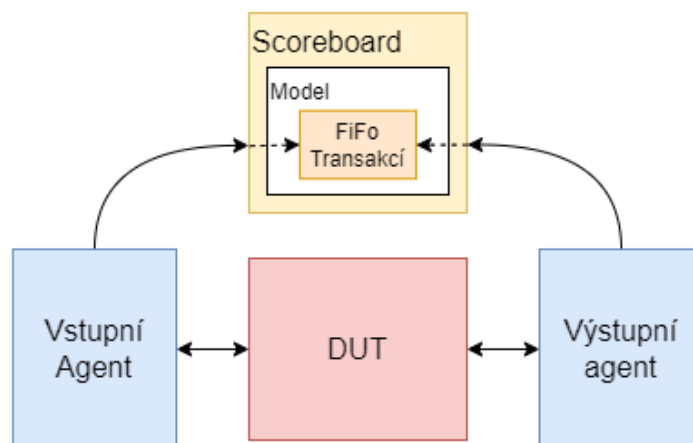 Scoreboard
Model
FiFo
Transakcí
Vstupní
Agent
DUT
Výstupní
agent